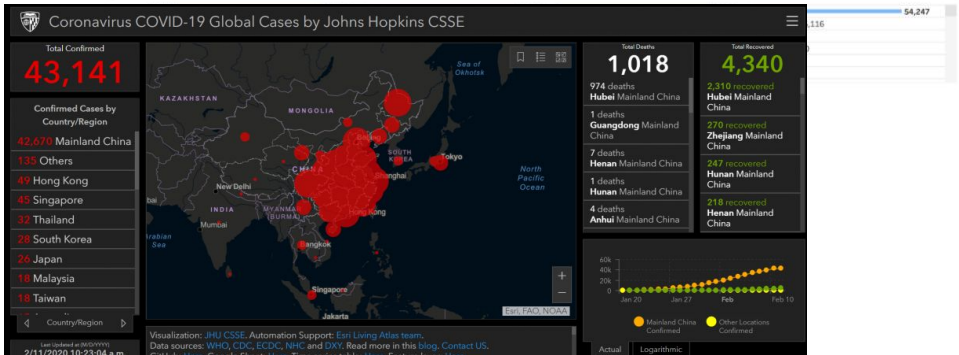 Coronavirus COVID-19 Global Cases by Johns Hopkins CSSE
Total Confirmed
43,141
Confirmed Cases by
Country/Region
42,670 Mainland China
135 Others
49 Hong Kong
45 Singapore
32 Thailand
28 South Korea
26 Japan
18 Malaysia
18 Taiwan
Country/Region
Last Updated at (M/D/YYYY)
2/11/2020 10:23:04 a.m.
Sea of
Okhotsk
KAZAKHSTAN
MONGOLIA
Beijing
SOUTH
KOREA
Tokyo
CHINA
Shanghai
North
Pacific
Ocean
New Delhi
bai
INDIA
MYANMAR
(BURMA)
Hong Kong
Mumbai
Arabian
Sea
Bangkok
Singapore
Jakarta
+
−
Esri, FAO, NOAA
Visualization: JHU CSSE. Automation Support: Esri Living Atlas team.
Data sources: WHO, CDC, ECDC, NHC and DXY. Read more in this blog. Contact US.
Total Deaths
1,018
974 deaths
Hubei Mainland China
1 deaths
Guangdong Mainland
China
7 deaths
Henan Mainland China
1 deaths
Hunan Mainland China
4 deaths
Anhui Mainland China
Total Recovered
4,340
2,310 recovered
Hubei Mainland
China
270 recovered
Zhejiang Mainland
China
247 recovered
Hunan Mainland
China
218 recovered
Henan Mainland
China
60k
40k
20k
0
Jan 20 Jan 27 Feb Feb 10
Mainland China
Confirmed
Other Locations
Confirmed
Actual Logarithmic
54,247
,116